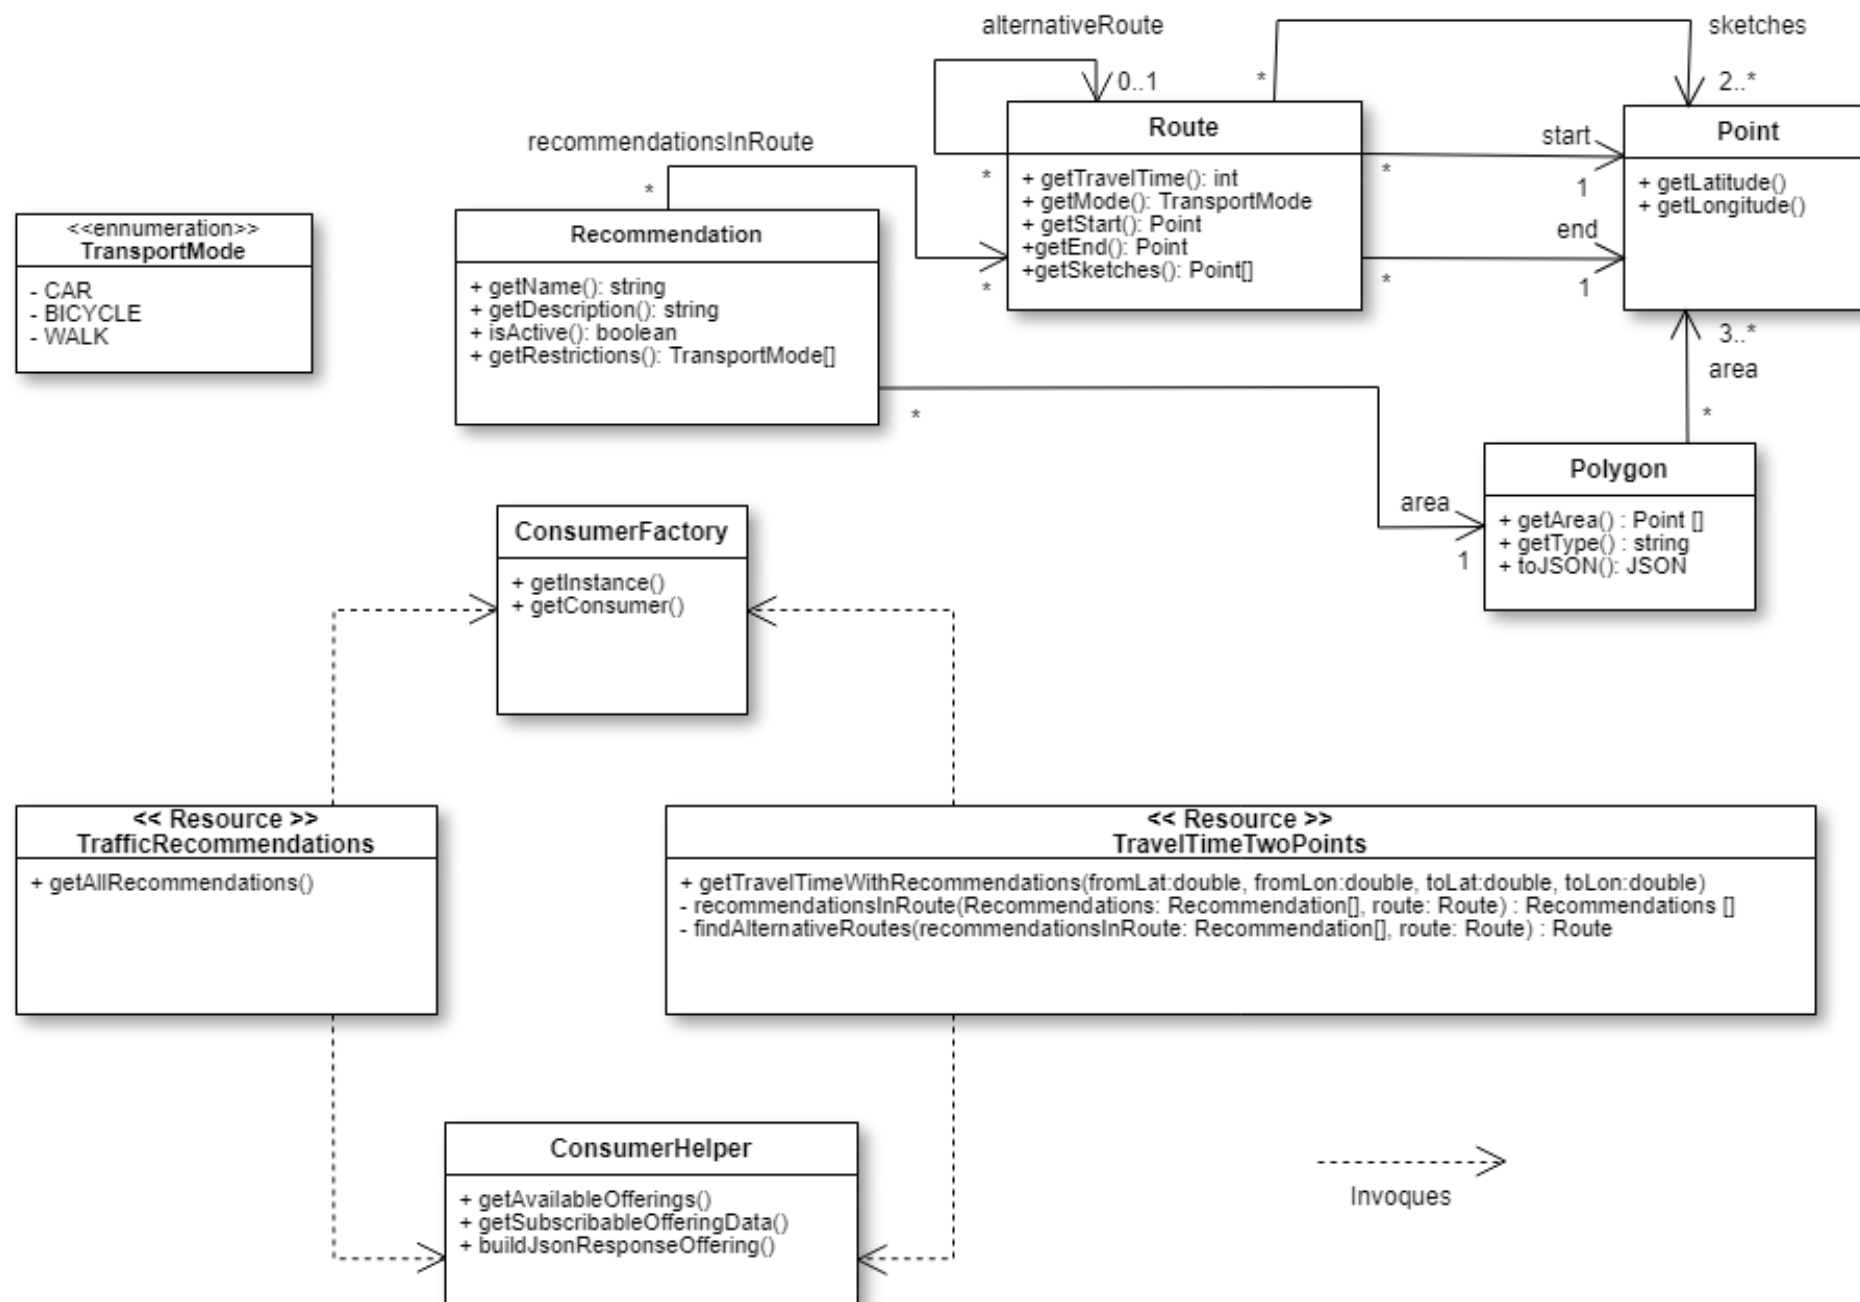 alternativeRoute
sketches
0..1
*
2..*
Route
Point
recommendationsInRoute
start
*
*
*
1
+ getTravelTime(): int
+ getMode(): TransportMode
+ getStart(): Point
+getEnd(): Point
+getSketches(): Point[]
+ getLatitude()
+ getLongitude()
end
*
*
1
<<ennumeration>>
TransportMode
- CAR
- BICYCLE
- WALK
Recommendation
+ getName(): string
+ getDescription(): string
+ isActive(): boolean
+ getRestrictions(): TransportMode[]
3..*
area
*
*
Polygon
+ getArea() : Point []
+ getType() : string
+ toJSON(): JSON
area
1
ConsumerFactory
+ getInstance()
+ getConsumer()
<< Resource >>
TrafficRecommendations
+ getAllRecommendations()
<< Resource >>
TravelTimeTwoPoints
+ getTravelTimeWithRecommendations(fromLat:double, fromLon:double, toLat:double, toLon:double)
- recommendationsInRoute(Recommendations: Recommendation[], route: Route) : Recommendations []
- findAlternativeRoutes(recommendationsInRoute: Recommendation[], route: Route) : Route
ConsumerHelper
+ getAvailableOfferings()
+ getSubscribableOfferingData()
+ buildJsonResponseOffering()
Invoques